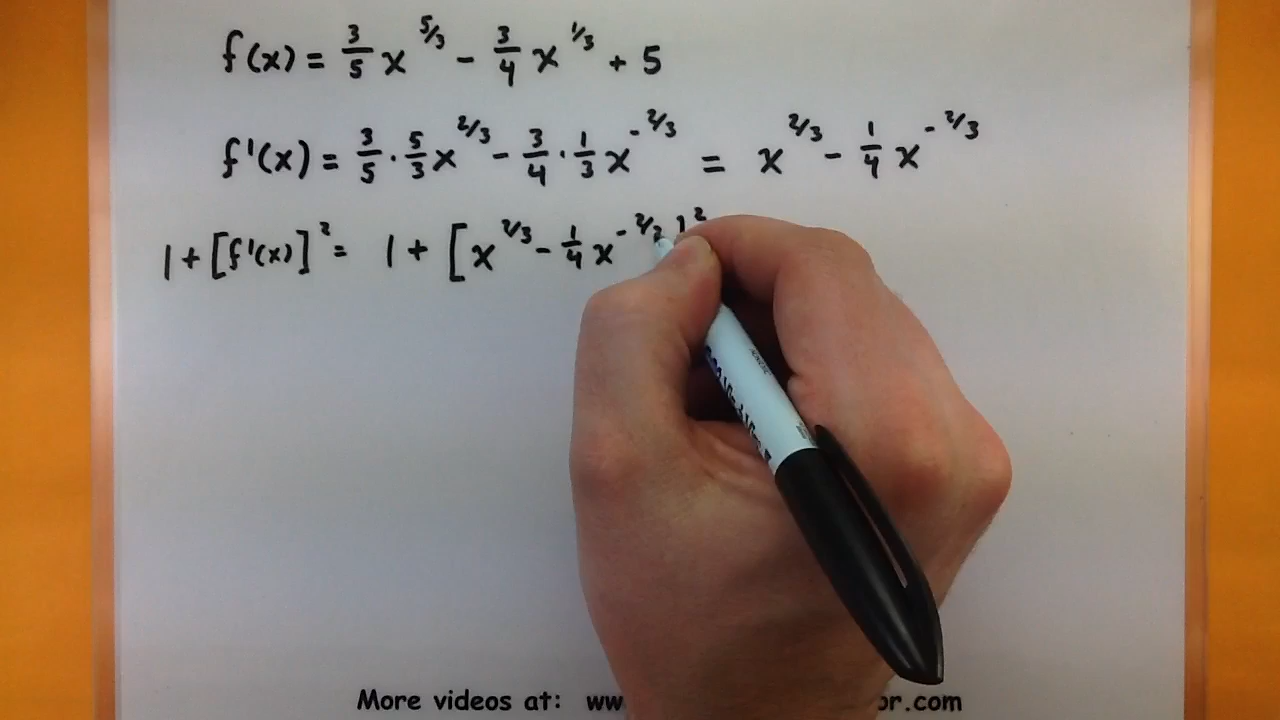 f(x) = 3/5 x^5/3 - 3/4 x^1/3 + 5
f'(x) = 3/5 · 5/3 x^2/3 - 3/4 · 1/3 x^-2/3 = x^2/3 - 1/4 x^-2/3
1 + [f'(x)]^2 = 1 + [x^2/3 - 1/4 x^-2/3]^2
More videos at: ww or.com